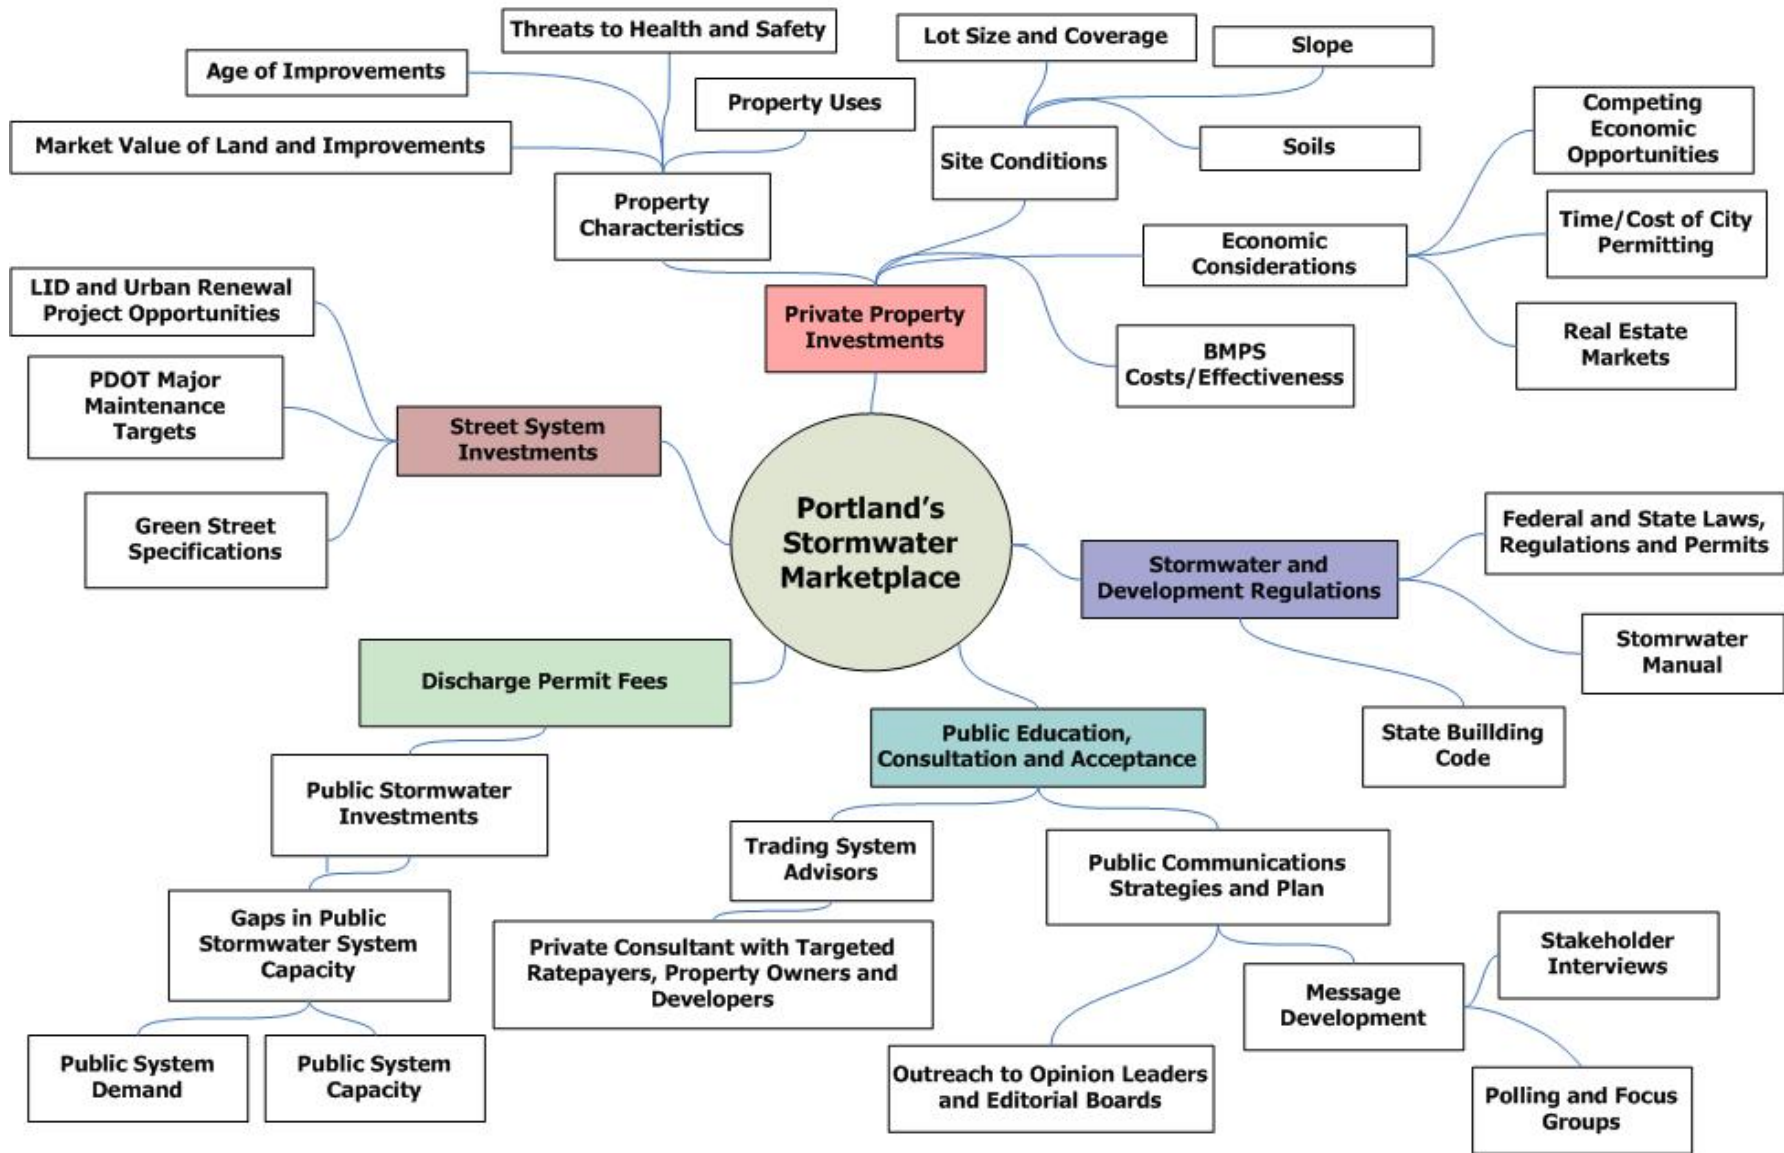 Threats to Health and Safety
Lot Size and Coverage
Slope
Age of Improvements
Property Uses
Competing
Economic
Opportunities
Market Value of Land and Improvements
Site Conditions
Soils
Property
Characteristics
Time/Cost of City
Permitting
Economic
Considerations
LID and Urban Renewal
Project Opportunities
Private Property
Investments
Real Estate
Markets
BMPS
Costs/Effectiveness
PDOT Major
Maintenance
Targets
Street System
Investments
Green Street
Specifications
Portland's
Stormwater
Marketplace
Federal and State Laws,
Regulations and Permits
Stormwater and
Development Regulations
Stomrwater
Manual
Discharge Permit Fees
State Buillding
Code
Public Education,
Consultation and Acceptance
Public Stormwater
Investments
Trading System
Advisors
Public Communications
Strategies and Plan
Gaps in Public
Stormwater System
Capacity
Private Consultant with Targeted
Ratepayers, Property Owners and
Developers
Stakeholder
Interviews
Message
Development
Public System
Demand
Public System
Capacity
Outreach to Opinion Leaders
and Editorial Boards
Polling and Focus
Groups